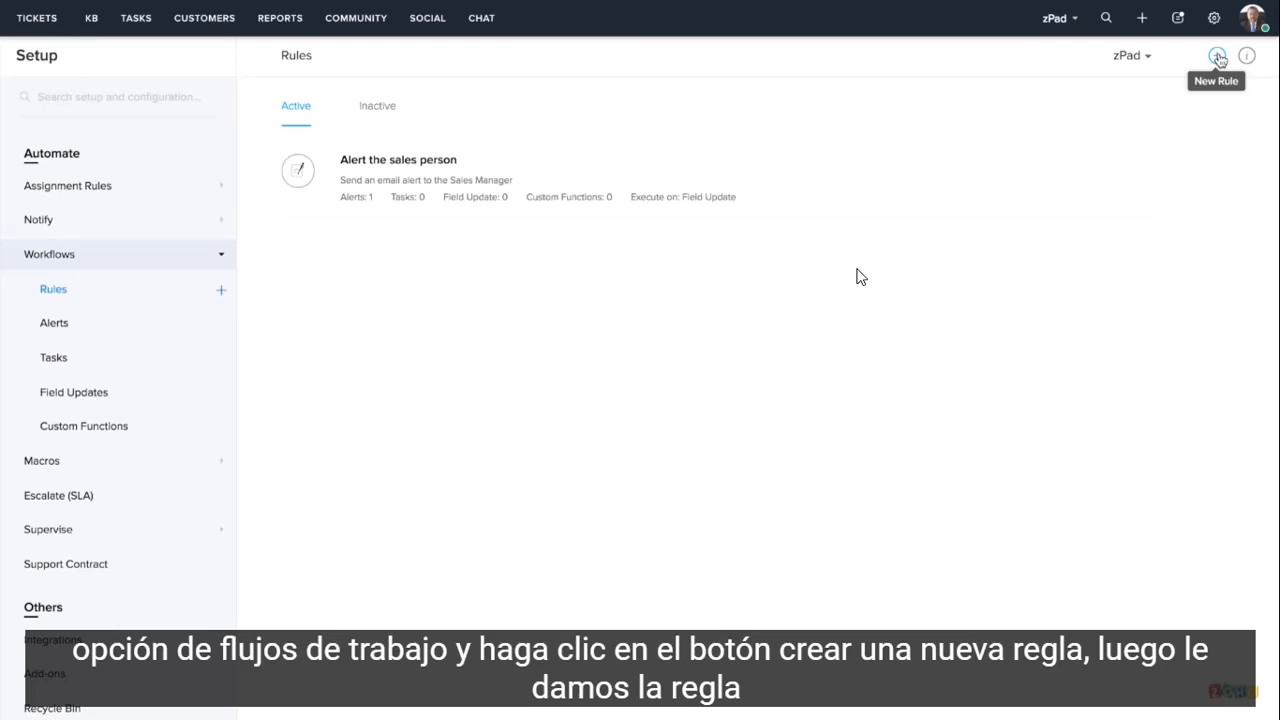 TICKETS KB TASKS CUSTOMERS REPORTS COMMUNITY SOCIAL CHAT zPad
Setup
Rules
zPad
New Rule
Search setup and configuration...
Active Inactive
Automate
Assignment Rules
Notify
Workflows
Rules
Alerts
Tasks
Field Updates
Custom Functions
Macros
Escalate (SLA)
Supervise
Support Contract
Others
Integrations
Add-ons
Recycle Bin
Alert the sales person
Send an email alert to the Sales Manager
Alerts: 1 Tasks: 0 Field Update: 0 Custom Functions: 0 Execute on: Field Update
opción de flujos de trabajo y haga clic en el botón crear una nueva regla, luego le
damos la regla
ZOHO